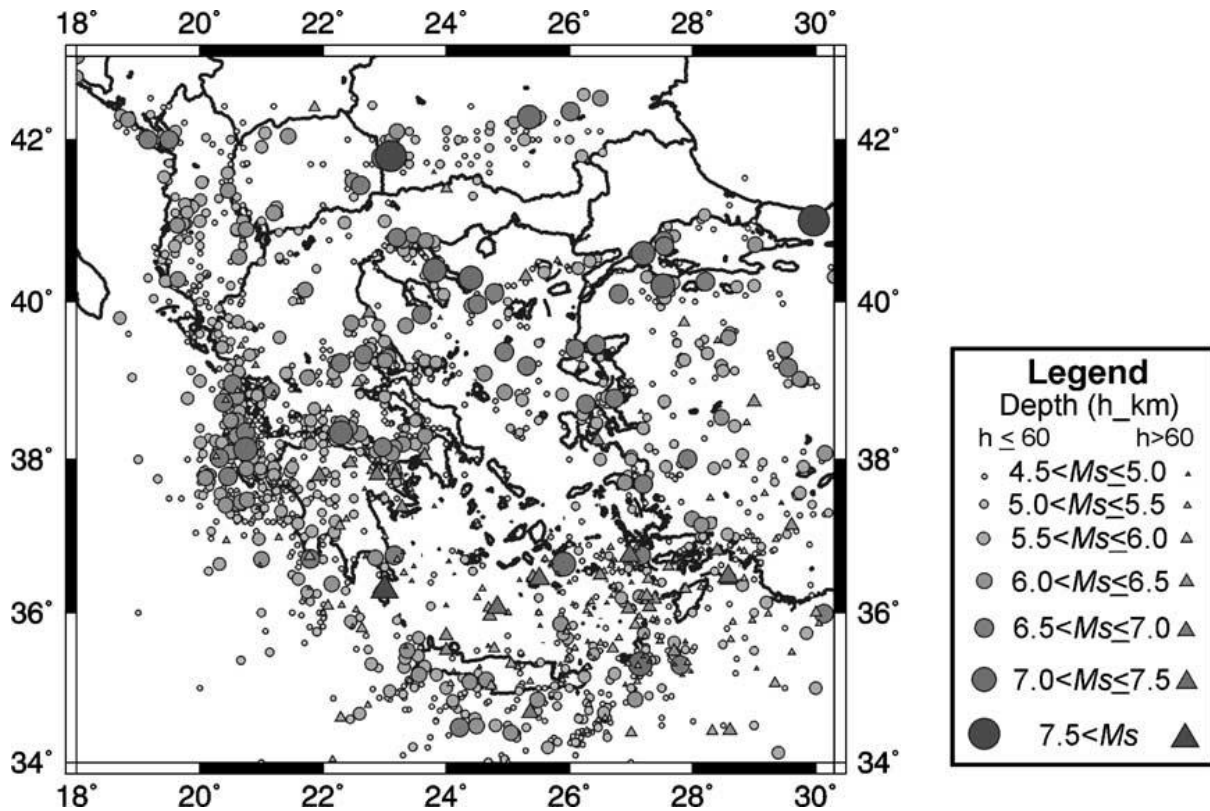 18° 20° 22° 24° 26° 28° 30°
42° 42°
40° 40°
38° 38°
36° 36°
34° 34°
18° 20° 22° 24° 26° 28° 30°
Legend
Depth (h_km)
h ≤ 60 h>60
4.5<Ms≤5.0
5.0<Ms≤5.5
5.5<Ms≤6.0
6.0<Ms≤6.5
6.5<Ms≤7.0
7.0<Ms≤7.5
7.5<Ms